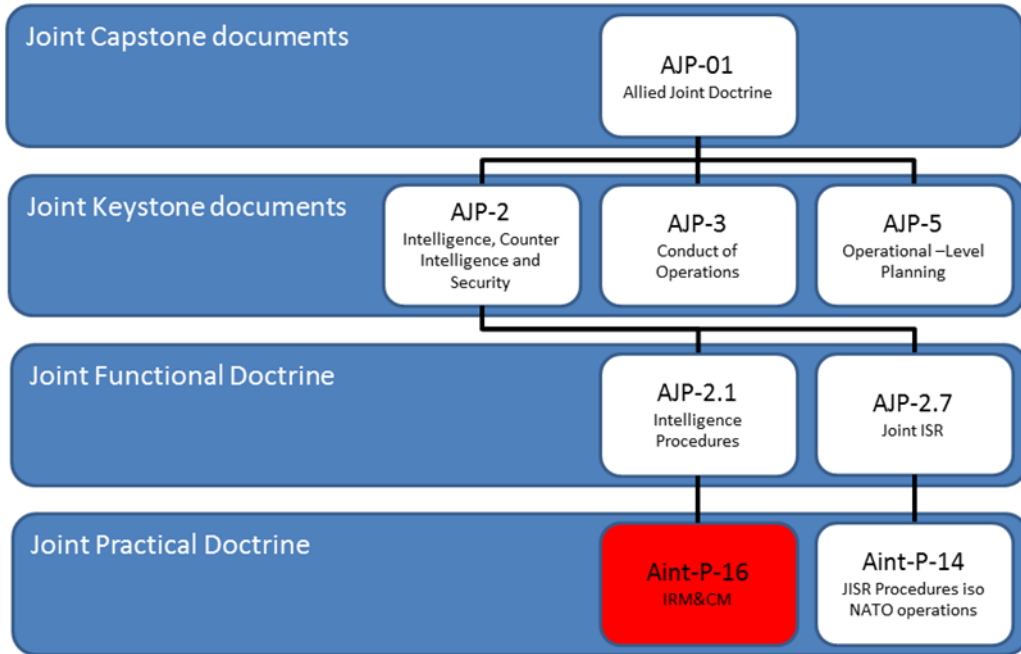 Joint Capstone documents
AJP-01
Allied Joint Doctrine
Joint Keystone documents
AJP-2
Intelligence, Counter
Intelligence and
Security
AJP-3
Conduct of
Operations
AJP-5
Operational –Level
Planning
Joint Functional Doctrine
AJP-2.1
Intelligence
Procedures
AJP-2.7
Joint ISR
Joint Practical Doctrine
Aint-P-16
IRM&CM
Aint-P-14
JISR Procedures iso
NATO operations